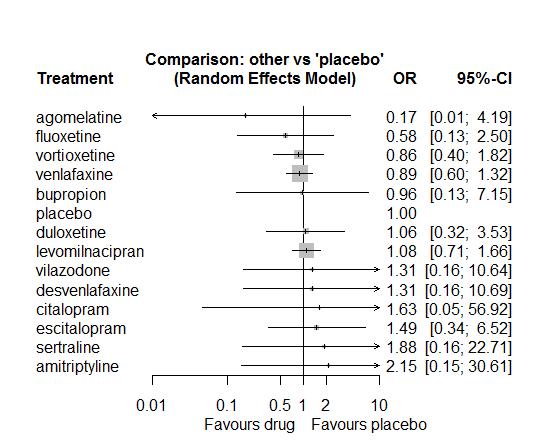 Comparison: other vs 'placebo'
Treatment (Random Effects Model) OR 95%-CI
agomelatine 0.17 [0.01; 4.19]
fluoxetine 0.58 [0.13; 2.50]
vortioxetine 0.86 [0.40; 1.82]
venlafaxine 0.89 [0.60; 1.32]
bupropion 0.96 [0.13; 7.15]
placebo 1.00
duloxetine 1.06 [0.32; 3.53]
levomilnacipran 1.08 [0.71; 1.66]
vilazodone 1.31 [0.16; 10.64]
desvenlafaxine 1.31 [0.16; 10.69]
citalopram 1.63 [0.05; 56.92]
escitalopram 1.49 [0.34; 6.52]
sertraline 1.88 [0.16; 22.71]
amitriptyline 2.15 [0.15; 30.61]
0.01 0.1 0.5 1 2 10
Favours drug Favours placebo